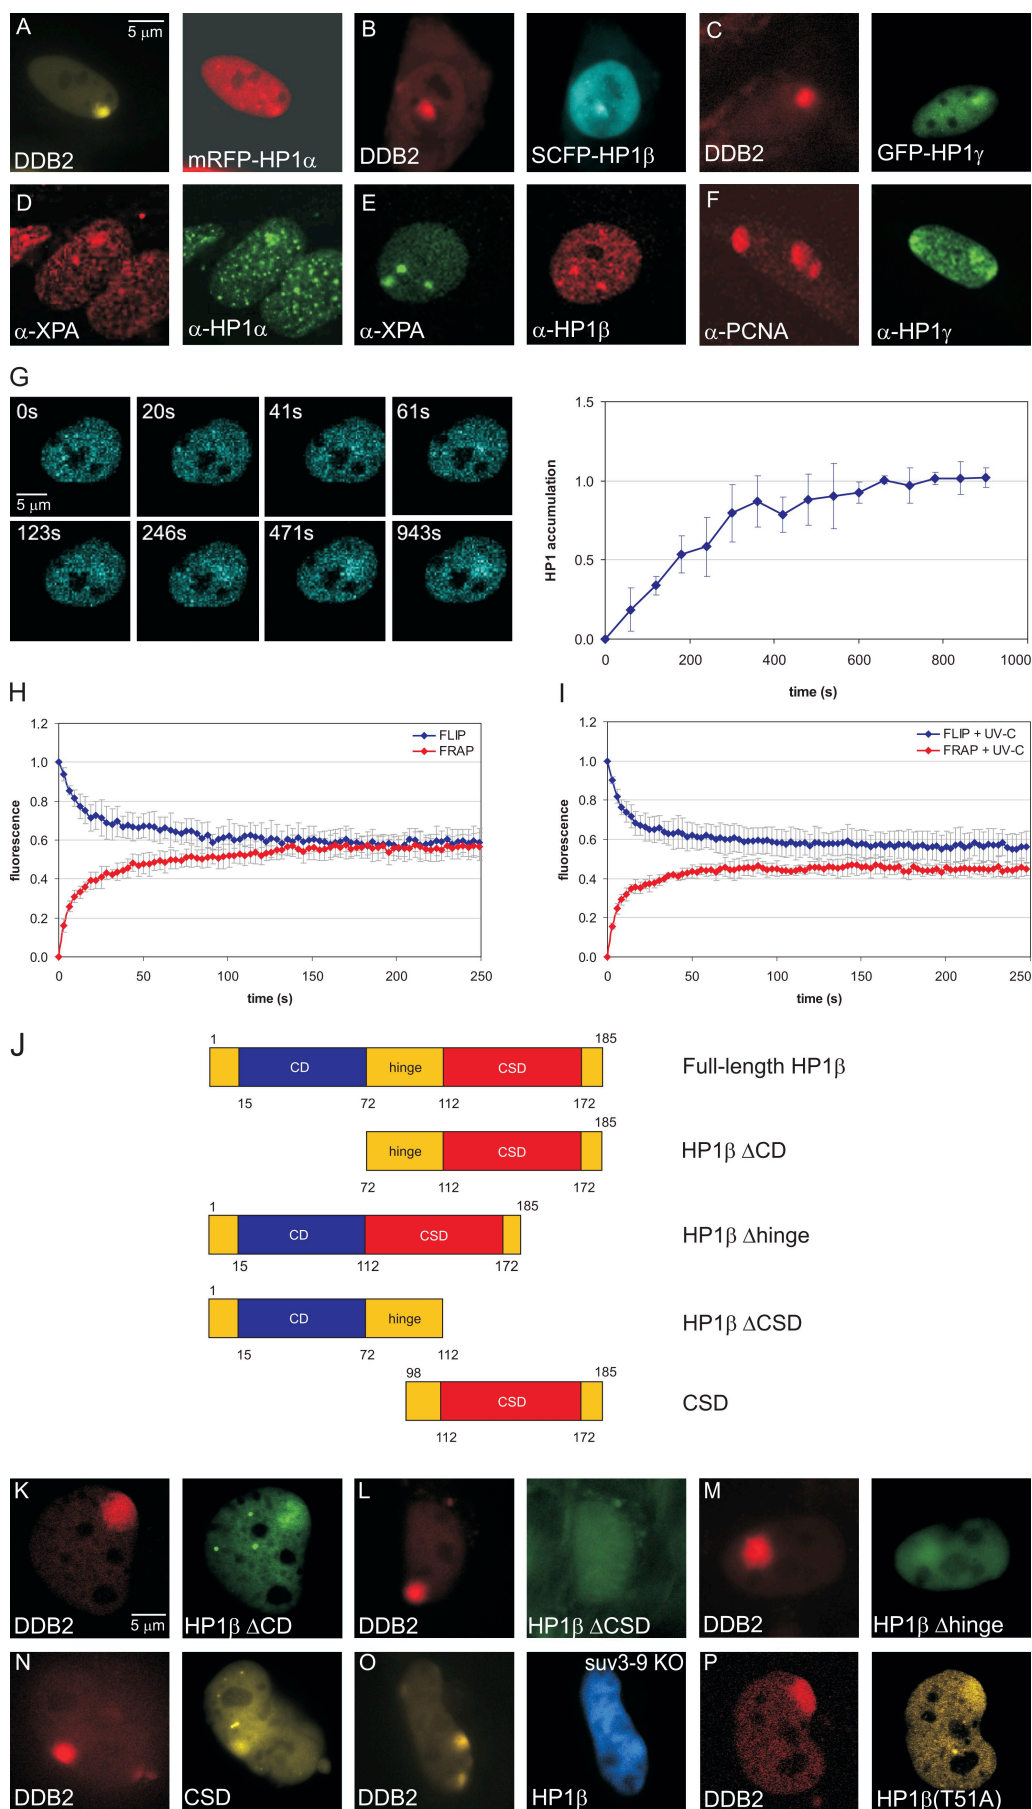 A
5 μm
DDB2
mRFP-HP1α
B
DDB2
SCFP-HP1β
C
DDB2
GFP-HP1γ
D
α-XPA
α-HP1α
E
α-XPA
α-HP1β
F
α-PCNA
α-HP1γ
G
0s
20s
41s
61s
5 μm
123s
246s
471s
943s
1.5
1.0
0.5
0.0
HP1 accumulation
0 200 400 600 800 1000
time (s)
H
1.2
1.0
0.8
0.6
0.4
0.2
0.0
fluorescence
FLIP
FRAP
0 50 100 150 200 250
time (s)
I
1.2
1.0
0.8
0.6
0.4
0.2
0.0
fluorescence
FLIP + UV-C
FRAP + UV-C
0 50 100 150 200 250
time (s)
J
1 185
CD hinge CSD
15 72 112 172
Full-length HP1β
185
hinge CSD
72 112 172
HP1β ΔCD
1 185
CD CSD
15 112 172
HP1β Δhinge
1
CD hinge
15 72 112
HP1β ΔCSD
98 185
CSD
112 172
CSD
K
DDB2
5 μm
HP1β ΔCD
L
DDB2
HP1β ΔCSD
M
DDB2
HP1β Δhinge
N
DDB2
CSD
O
DDB2
suv3-9 KO
HP1β
P
DDB2
HP1β(T51A)